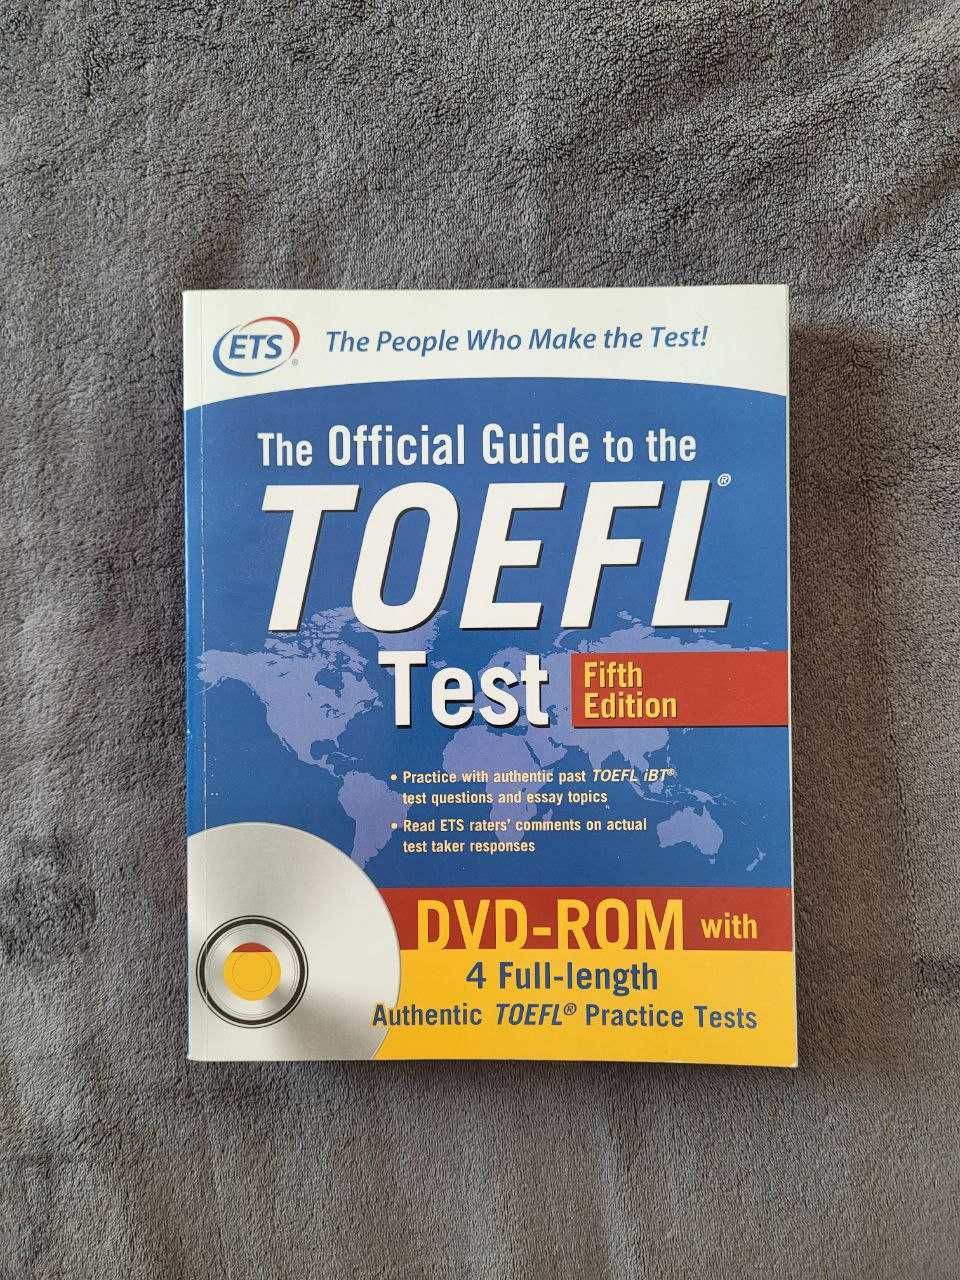 ETS®
The People Who Make the Test!
The Official Guide to the
TOEFL®
Test
Fifth
Edition
• Practice with authentic past TOEFL iBT®
test questions and essay topics
• Read ETS raters' comments on actual
test taker responses
DVD-ROM with
4 Full-length
Authentic TOEFL® Practice Tests